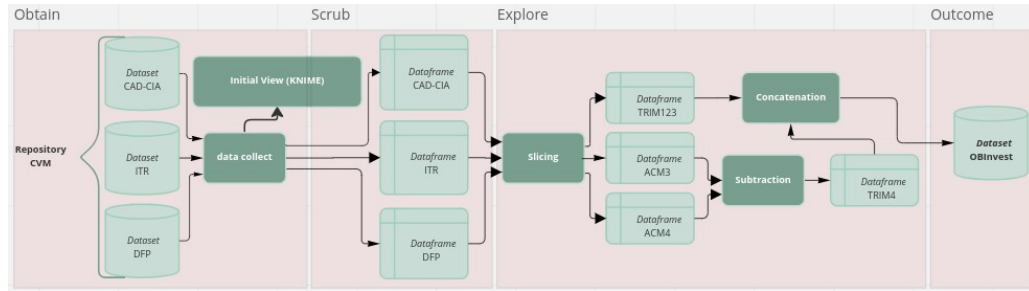 Obtain
Scrub
Explore
Outcome
Repository
CVM
Dataset
CAD-CIA
Dataset
ITR
Dataset
DFP
Initial View (KNIME)
data collect
Dataframe
CAD-CIA
Dataframe
ITR
Dataframe
DFP
Slicing
Dataframe
TRIM123
Dataframe
ACM3
Dataframe
ACM4
Concatenation
Subtraction
Dataframe
TRIM4
Dataset
OBInvest